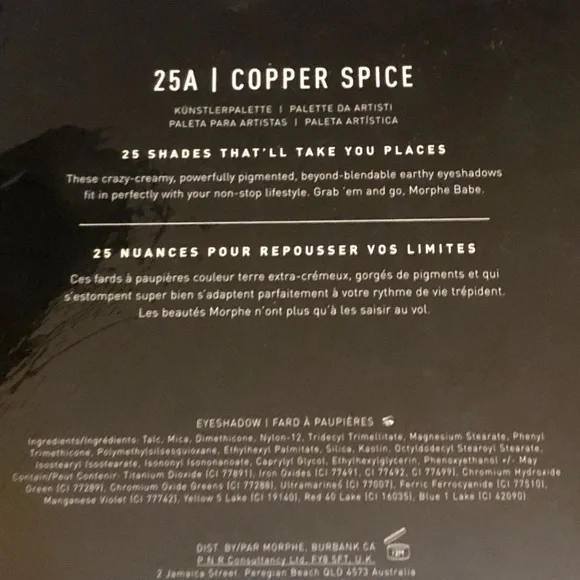 25A | COPPER SPICE
KÜNSTLERPALETTE | PALETTE DA ARTISTI
PALETA PARA ARTISTAS | PALETA ARTÍSTICA
25 SHADES THAT'LL TAKE YOU PLACES
These crazy-creamy, powerfully pigmented, beyond-blendable earthy eyeshadows
fit in perfectly with your non-stop lifestyle. Grab 'em and go, Morphe Babe.
25 NUANCES POUR REPOUSSER VOS LIMITES
Ces fards à paupières couleur terre extra-crémeux, gorgés de pigments et qui
s'estompent super bien s'adaptent parfaitement à votre rythme de vie trépident.
Les beautés Morphe n'ont plus qu'à les saisir au vol.
EYESHADOW | FARD À PAUPIÈRES
Ingredients/Ingrédients: Talc, Mica, Dimethicone, Nylon-12, Tridecyl Trimellitate, Magnesium Stearate, Phenyl
Trimethicone, Polymethylsilsesquioxane, Ethylhexyl Palmitate, Silica, Kaolin, Octyldodecyl Stearoyl Stearate,
Isostearyl Isostearate, Isononyl Isononanoate, Caprylyl Glycol, Ethylhexylglycerin, Phenoxyethanol +/- May
Contain/Peut Contenir: Titanium Dioxide (CI 77891), Iron Oxides (CI 77491, CI 77492, CI 77499), Chromium Hydroxide
Green (CI 77289), Chromium Oxide Greens (CI 77288), Ultramarines (CI 77007), Ferric Ferrocyanide (CI 77510),
Manganese Violet (CI 77742), Yellow 5 Lake (CI 19140), Red 40 Lake (CI 16035), Blue 1 Lake (CI 42090).
DIST. BY/PAR MORPHE, BURBANK CA
P N R Consultancy Ltd, FY8 5FT, U.K.
12M
2 Jamaica Street, Peregian Beach QLD 4573 Australia